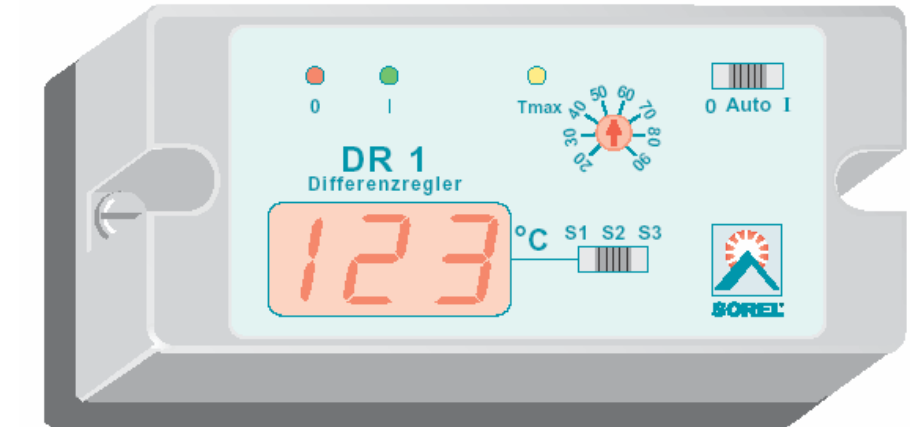 0 I
Tmax
20 30 40 50 60 70 80 90
0 Auto I
DR 1
Differenzregler
123
°C
S1 S2 S3
SOREL